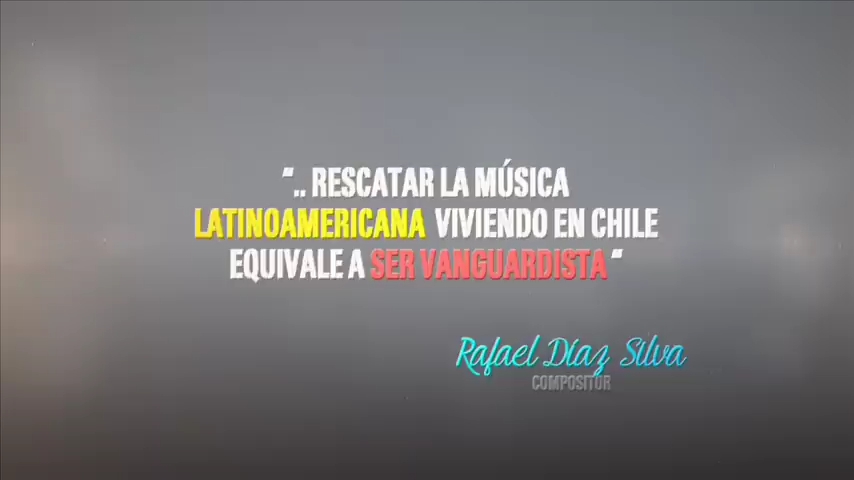 “.. RESCATAR LA MÚSICA
LATINOAMERICANA VIVIENDO EN CHILE
EQUIVALE A SER VANGUARDISTA “
Rafael Díaz Silva
COMPOSITOR